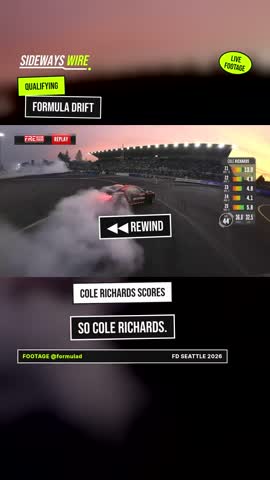 SIDEWAYS WIRE.
LIVE
FOOTAGE
QUALIFYING
FORMULA DRIFT
REPLAY
COLE RICHARDS
REWIND
44
COLE RICHARDS SCORES
SO COLE RICHARDS.
FOOTAGE @formulad
FD SEATTLE 2026